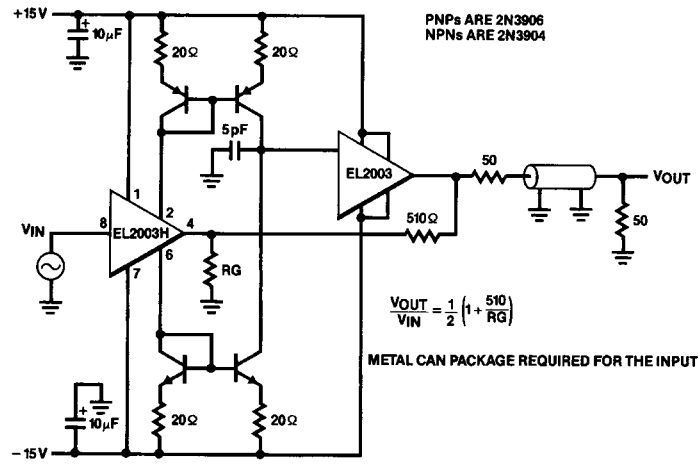 +15V
+
10μF
20Ω
20Ω
PNPs ARE 2N3906
NPNs ARE 2N3904
5pF
EL2003
50
VOUT
50
1
2
VIN
8
EL2003H
4
6
7
RG
510Ω
VOUT/VIN = 1/2 (1 + 510/RG)
METAL CAN PACKAGE REQUIRED FOR THE INPUT
+
10μF
20Ω
20Ω
−15V